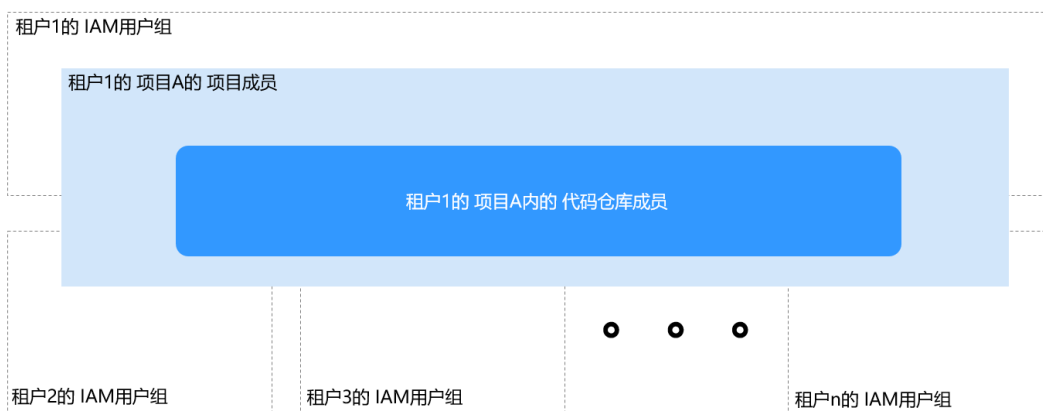 租户1的 IAM用户组
租户1的 项目A的 项目成员
租户1的 项目A内的 代码仓库成员
租户2的 IAM用户组
租户3的 IAM用户组
租户n的 IAM用户组